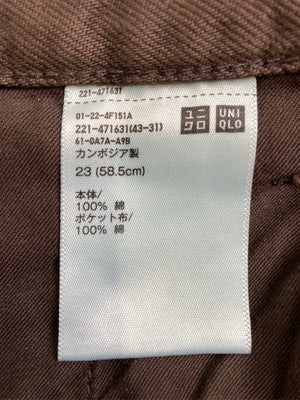 221-471631
01-22-4F151A
221-471631(43-31)
61-0A7A-A9B
カンボジア製
23 (58.5cm)
本体/
100% 綿
ポケット布/
100% 綿
ユニ
クロ
UNI
QLO